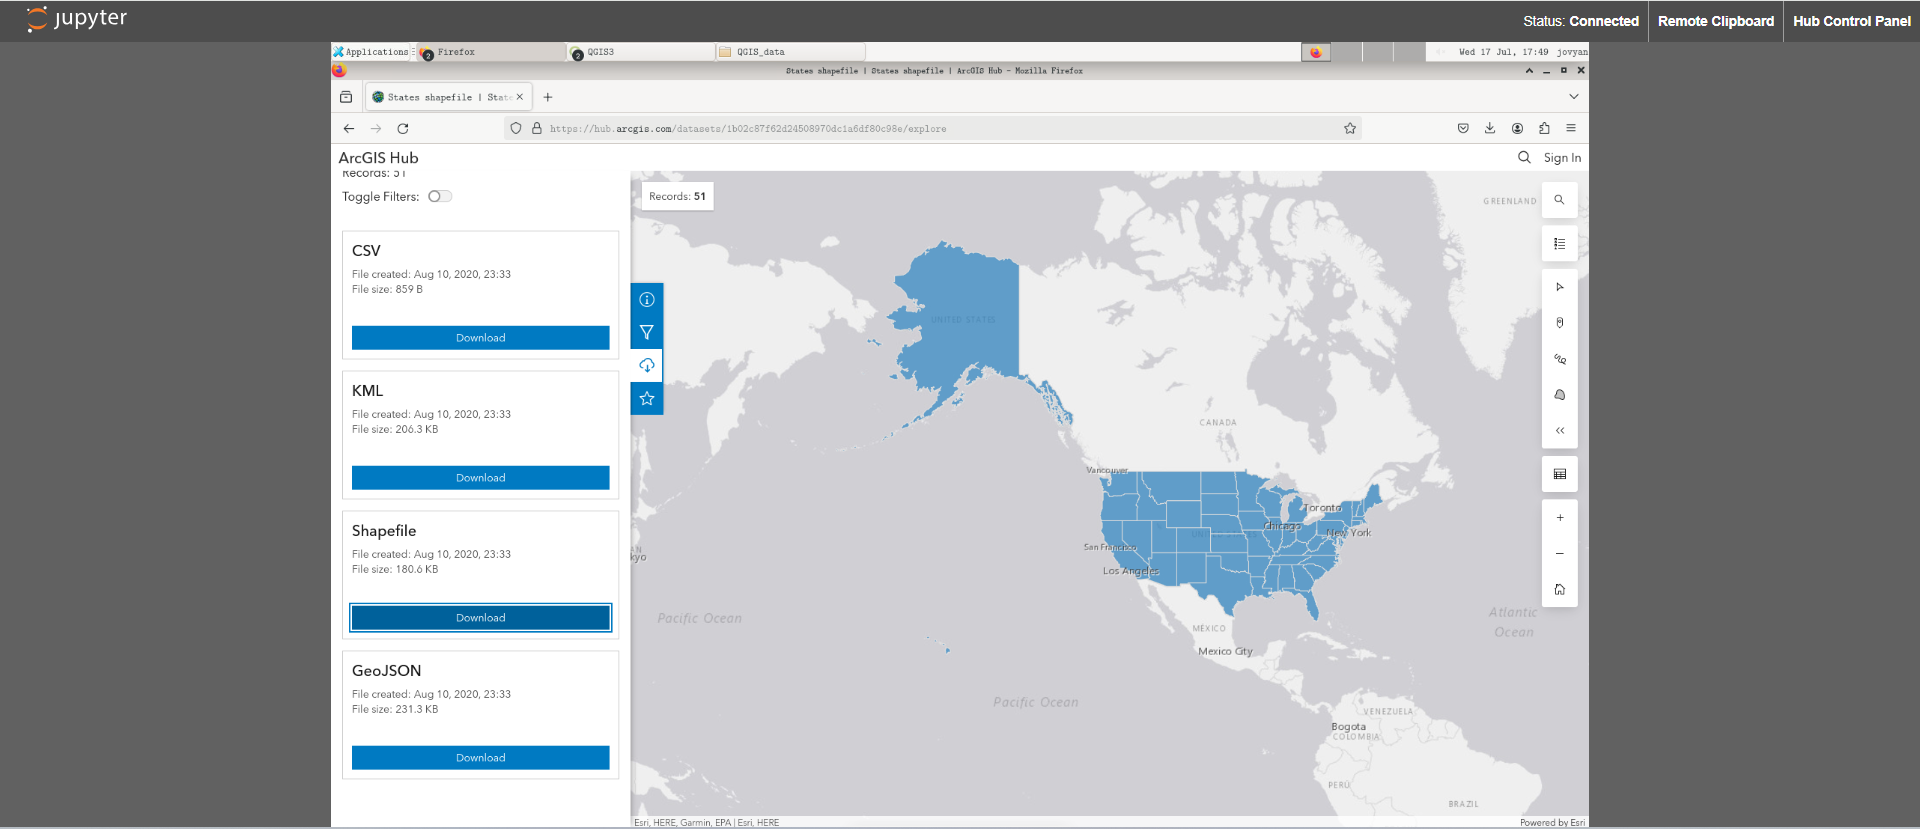 jupyter
Status: Connected
Remote Clipboard
Hub Control Panel
Applications
2 Firefox
2 QGIS3
QGIS_data
Wed 17 Jul, 17:49 jovyan
States shapefile | States shapefile | ArcGIS Hub - Mozilla Firefox
States shapefile | State
https://hub.arcgis.com/datasets/1b02c87f62d24508970dc1a6df80c98e/explore
ArcGIS Hub
Sign In
Records: 51
Toggle Filters:
CSV
File created: Aug 10, 2020, 23:33
File size: 859 B
Download
KML
File created: Aug 10, 2020, 23:33
File size: 206.3 KB
Download
Shapefile
File created: Aug 10, 2020, 23:33
File size: 180.6 KB
Download
GeoJSON
File created: Aug 10, 2020, 23:33
File size: 231.3 KB
Download
Records: 51
GREENLAND
UNITED STATES
CANADA
Vancouver
Toronto
Chicago
New York
San Francisco
Los Angeles
kyo
Pacific Ocean
Atlantic
Ocean
MÉXICO
Mexico City
Pacific Ocean
VENEZUELA
Bogota
COLOMBIA
PERÚ
BRAZIL
Esri, HERE, Garmin, EPA | Esri, HERE
Powered by Esri